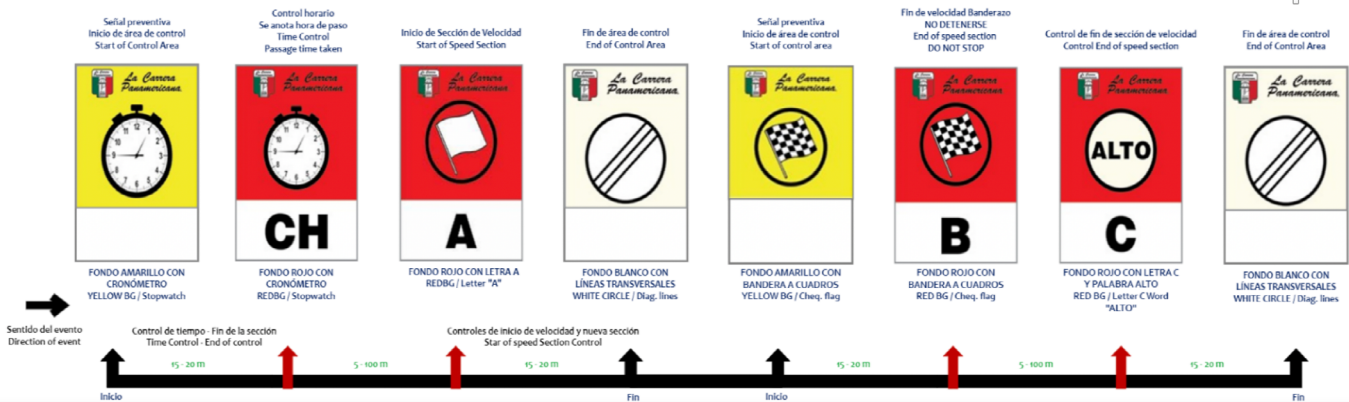 Señal preventiva
Inicio de área de control
Start of Control Area
Control horario
Se anota hora de paso
Time Control
Passage time taken
Inicio de Sección de Velocidad
Start of Speed Section
Fin de área de control
End of Control Area
Señal preventiva
Inicio de área de control
Start of control area
Fin de velocidad Banderazo
NO DETENERSE
End of speed section
DO NOT STOP
Control de fin de sección de velocidad
Control End of speed section
Fin de área de control
End of Control Area
La Carrera
Panamericana
La Carrera
Panamericana
La Carrera
Panamericana
La Carrera
Panamericana
La Carrera
Panamericana
La Carrera
Panamericana
La Carrera
Panamericana
La Carrera
Panamericana
ALTO
CH
A
B
C
FONDO AMARILLO CON
CRONÓMETRO
YELLOW BG / Stopwatch
FONDO ROJO CON
CRONÓMETRO
REDBG / Stopwatch
FONDO ROJO CON LETRA A
REDBG / Letter "A"
FONDO BLANCO CON
LÍNEAS TRANSVERSALES
WHITE CIRCLE / Diag. lines
FONDO AMARILLO CON
BANDERA A CUADROS
YELLOW BG / Cheq. flag
FONDO ROJO CON
BANDERA A CUADROS
RED BG / Cheq. flag
FONDO ROJO CON LETRA C
Y PALABRA ALTO
RED BG / Letter C Word
"ALTO"
FONDO BLANCO CON
LÍNEAS TRANSVERSALES
WHITE CIRCLE / Diag. lines
Sentido del evento
Direction of event
Control de tiempo - Fin de la sección
Time Control - End of control
Controles de inicio de velocidad y nueva sección
Star of speed Section Control
15 - 20 m
5 - 100 m
15 - 20 m
15 - 20 m
5 - 100 m
15 - 20 m
Inicio
Fin
Inicio
Fin